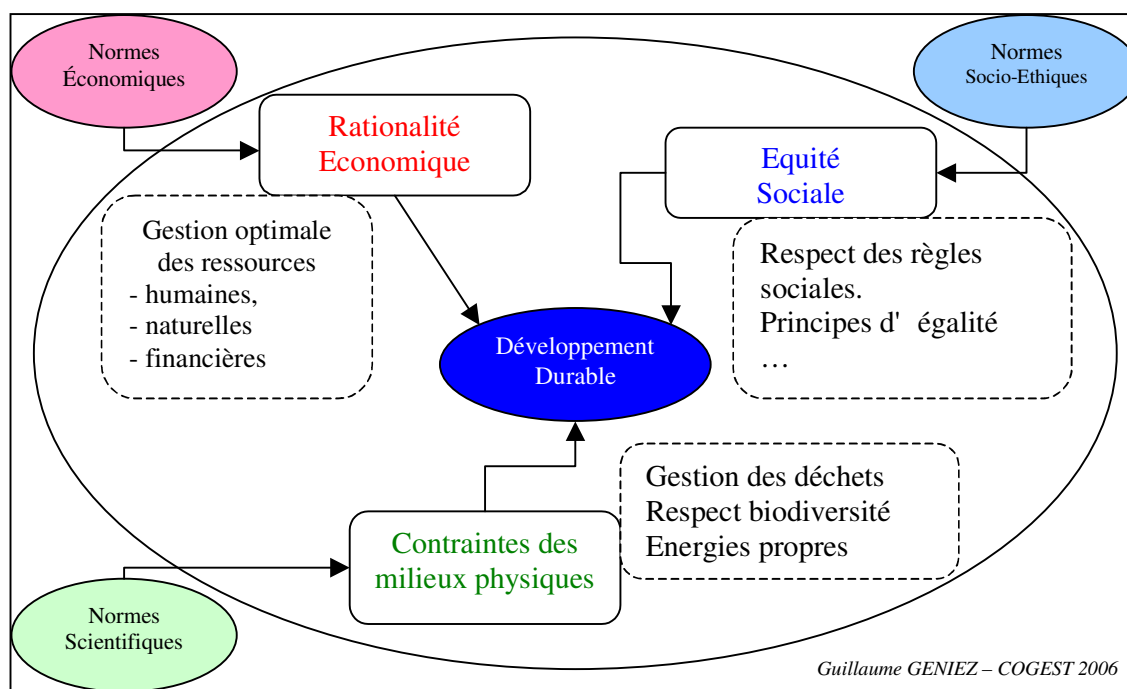 Normes
Économiques
Normes
Socio-Ethiques
Rationalité
Economique
Equité
Sociale
Gestion optimale
des ressources
- humaines,
- naturelles
- financières
Respect des règles
sociales.
Principes d' égalité
…
Développement
Durable
Gestion des déchets
Respect biodiversité
Energies propres
Contraintes des
milieux physiques
Normes
Scientifiques
Guillaume GENIEZ – COGEST 2006